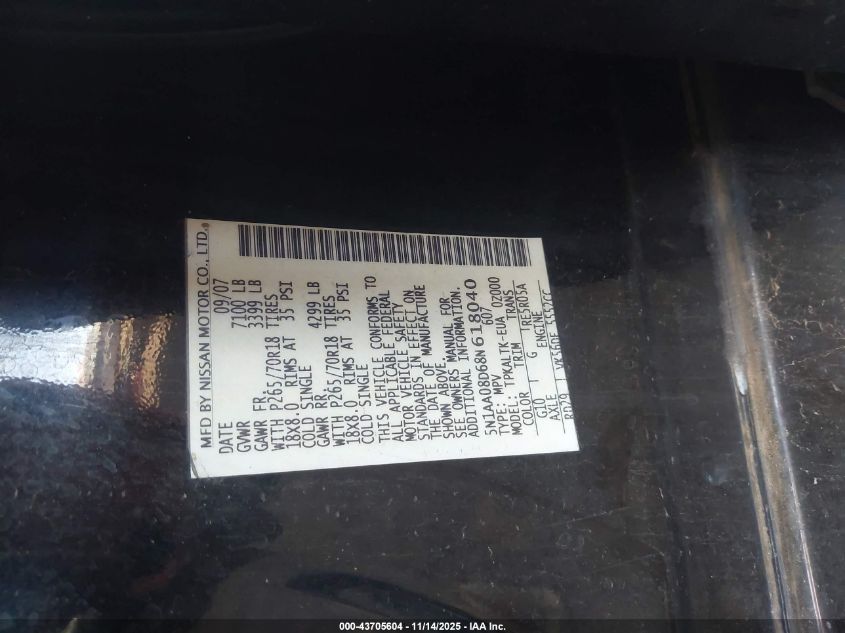 MFD BY NISSAN MOTOR CO., LTD.
DATE 09/07
GVWR 7100 LB
GAWR FR. 3399 LB
WITH P265/70R18 TIRES
18X8.0 RIMS AT 35 PSI
COLD SINGLE
GAWR RR. 4299 LB
WITH P265/70R18 TIRES
18X8.0 RIMS AT 35 PSI
COLD SINGLE
THIS VEHICLE CONFORMS TO
ALL APPLICABLE FEDERAL
MOTOR VEHICLE SAFETY
STANDARDS IN EFFECT ON
THE DATE OF MANUFACTURE
SHOWN ABOVE.
SEE OWNERS MANUAL FOR
ADDITIONAL INFORMATION.
5N1AA08D68N618040
TYPE: MPV B07
MODEL: TPKALTK-EUA 0Z000
COLOR TRIM TRANS
G10 G TRE5R05A
AXLE ENGINE
000-43705604 | 11/14/2025 - IAA Inc.